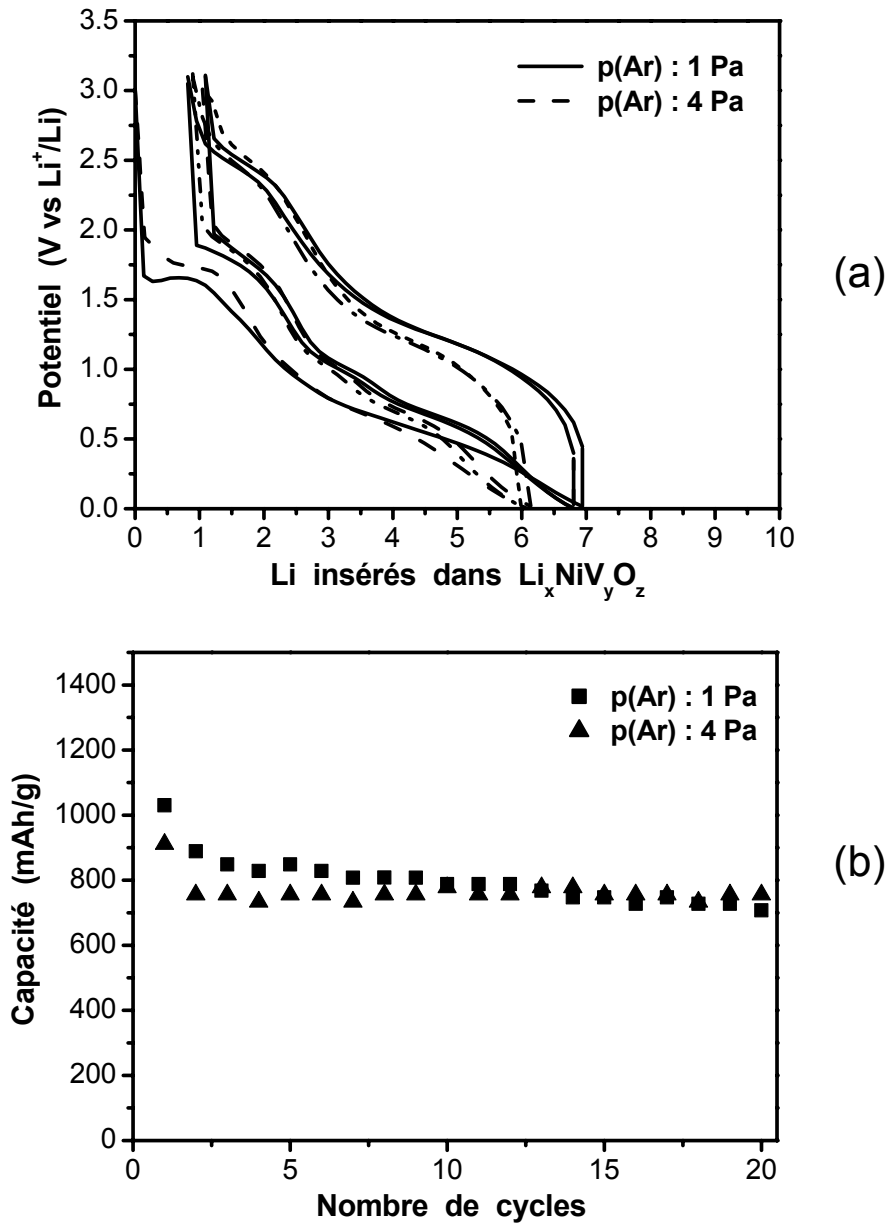 3.5
3.0
2.5
2.0
1.5
1.0
0.5
0.0
Potentiel (V vs Li⁺/Li)
p(Ar) : 1 Pa
p(Ar) : 4 Pa
(a)
0 1 2 3 4 5 6 7 8 9 10
Li insérés dans LiₓNiVᵧO_z
1400
1200
1000
800
600
400
200
0
Capacité (mAh/g)
p(Ar) : 1 Pa
p(Ar) : 4 Pa
(b)
0 5 10 15 20
Nombre de cycles